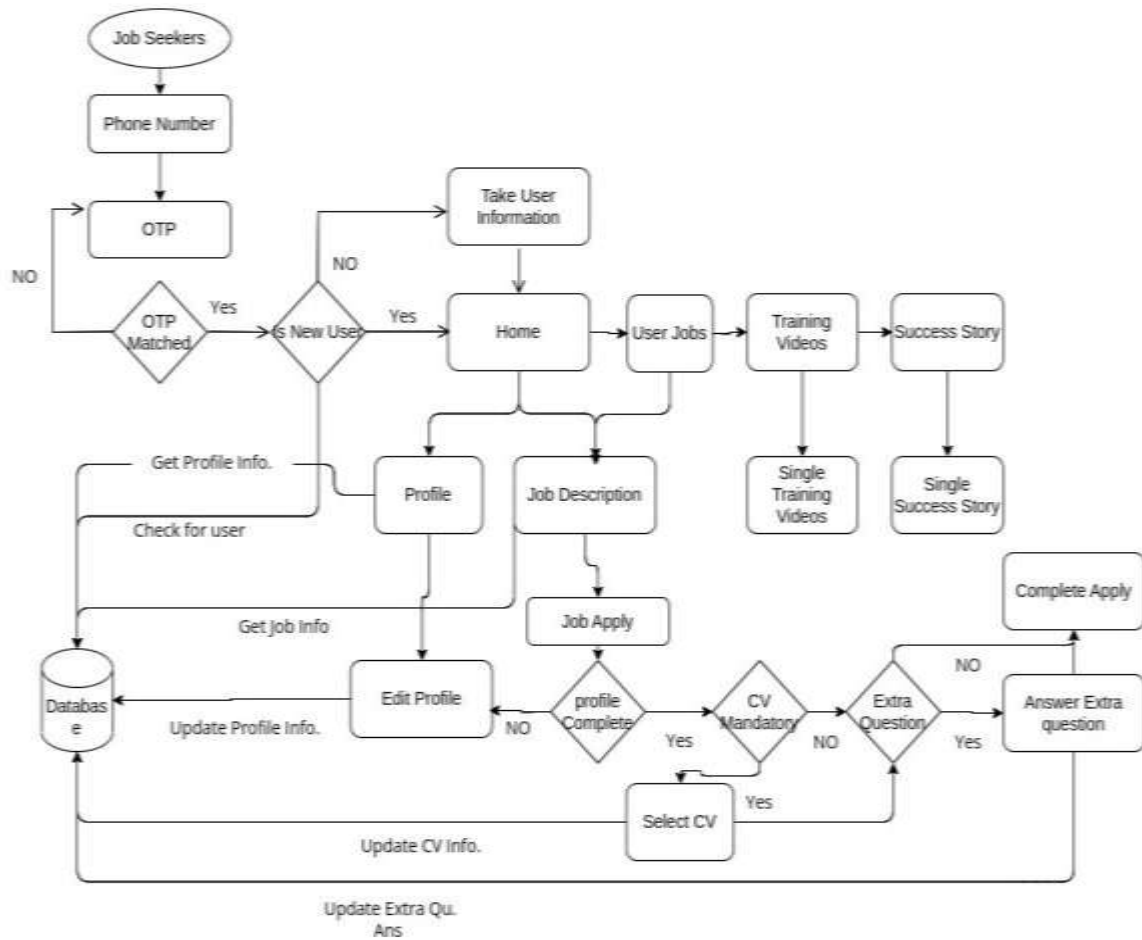 Job Seekers
Phone Number
OTP
NO
OTP
Matched
Yes
Is New User
NO
Yes
Take User
Information
Home
User Jobs
Training
Videos
Success Story
Get Profile Info.
Check for user
Profile
Job Description
Single
Training
Videos
Single
Success Story
Get Job Info
Job Apply
Complete Apply
Databas
e
Update Profile Info.
Edit Profile
NO
profile
Complete
Yes
CV
Mandatory
NO
Extra
Question
NO
Yes
Answer Extra
question
Select CV
Yes
Update CV Info.
Update Extra Qu.
Ans